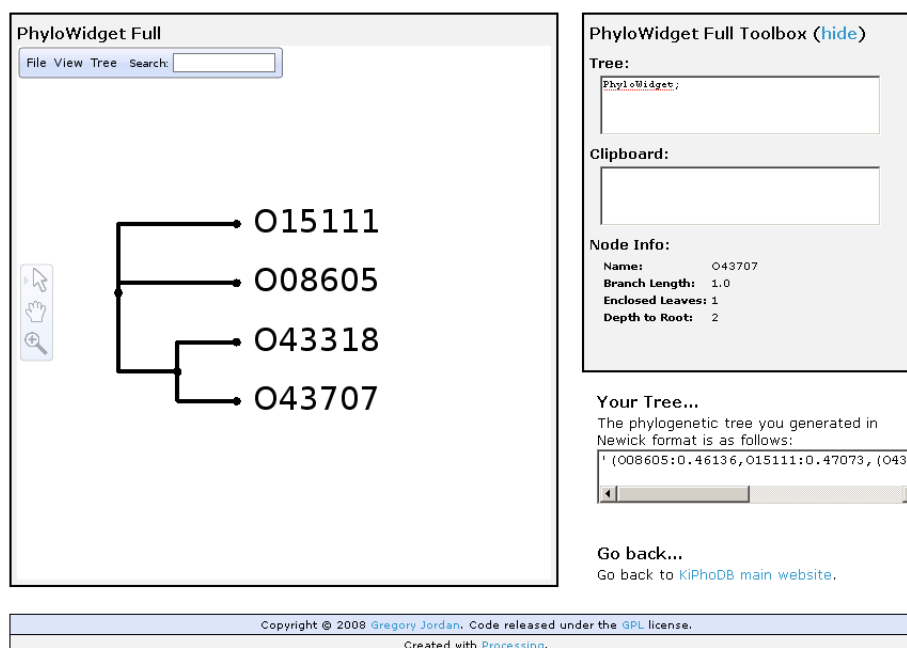 PhyloWidget Full
File View Tree Search:
O15111
O08605
O43318
O43707
PhyloWidget Full Toolbox (hide)
Tree:
PhyloWidget;
Clipboard:
Node Info:
Name: O43707
Branch Length: 1.0
Enclosed Leaves: 1
Depth to Root: 2
Your Tree...
The phylogenetic tree you generated in
Newick format is as follows:
'(O08605:0.46136,O15111:0.47073,(O43
Go back...
Go back to KiPhoDB main website.
Copyright © 2008 Gregory Jordan. Code released under the GPL license.
Created with Processing.